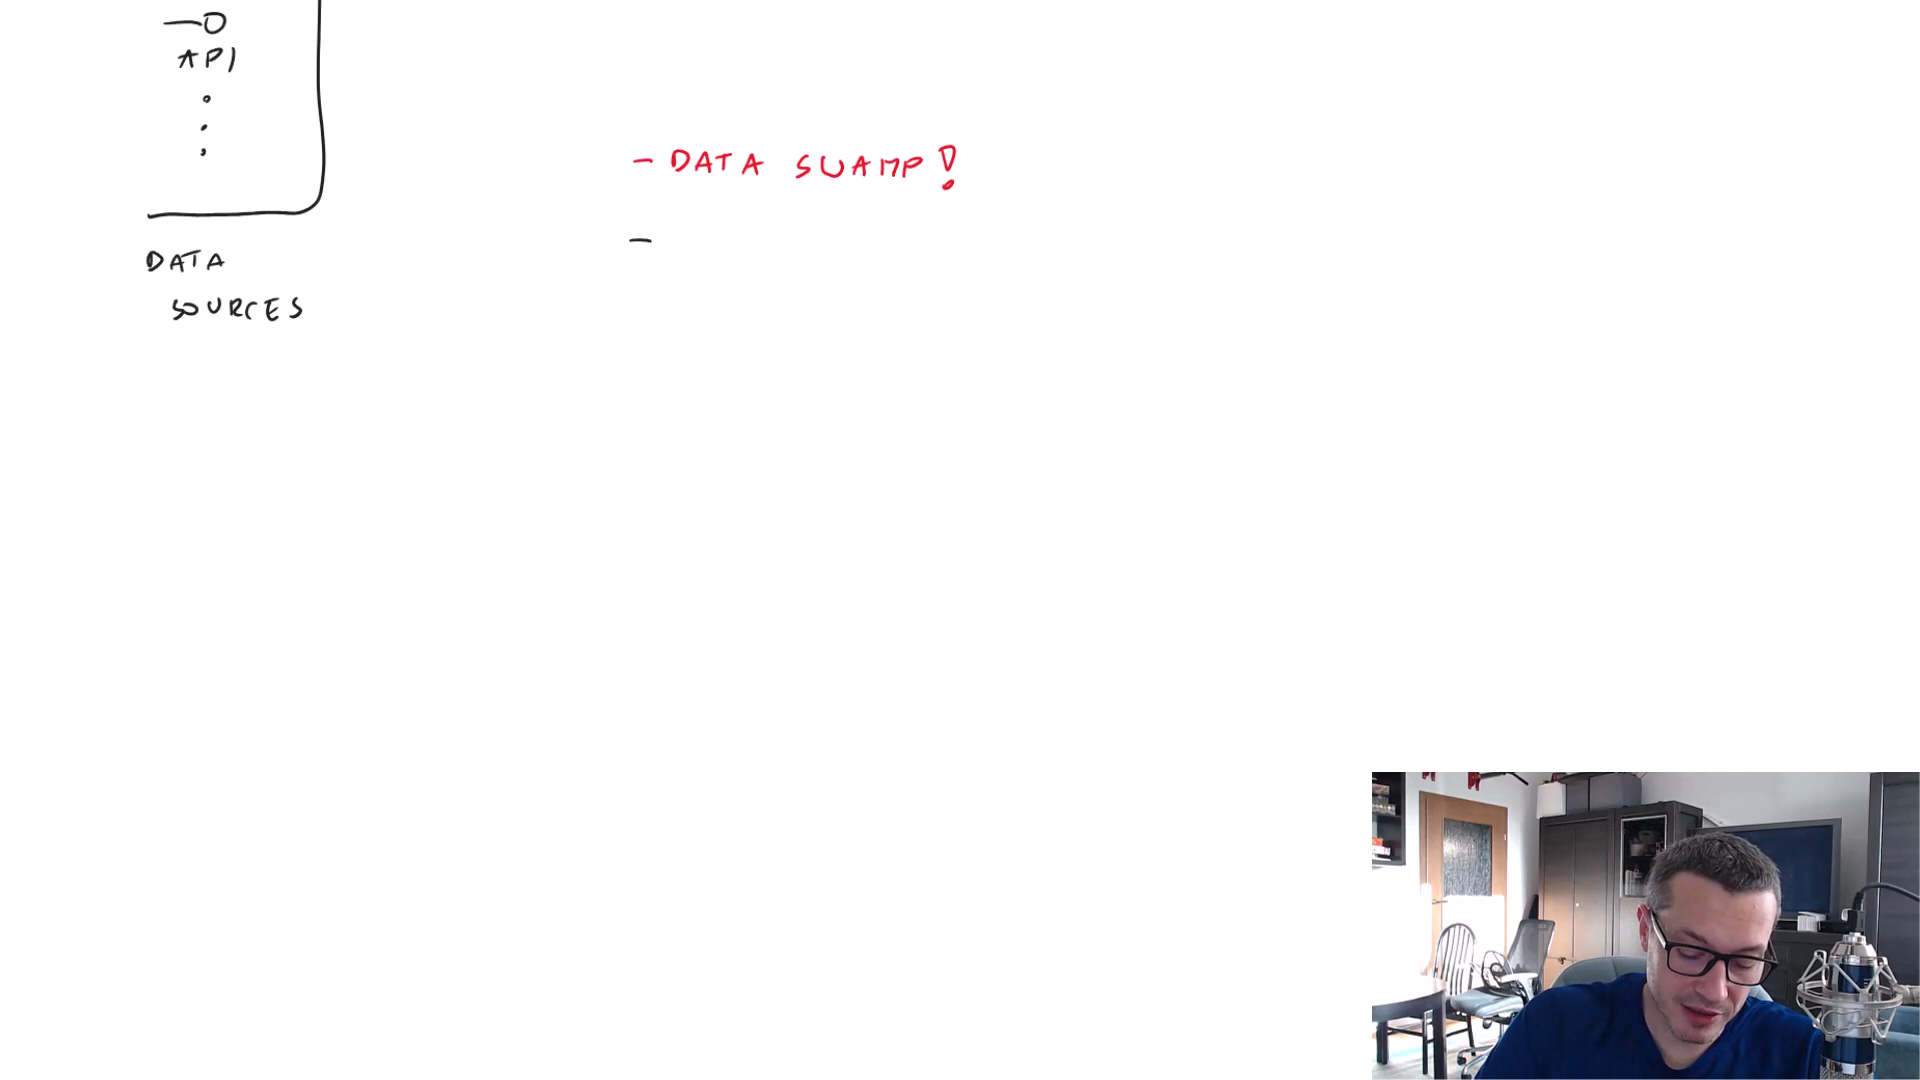 API
- DATA SWAMP!
-
DATA
SOURCES